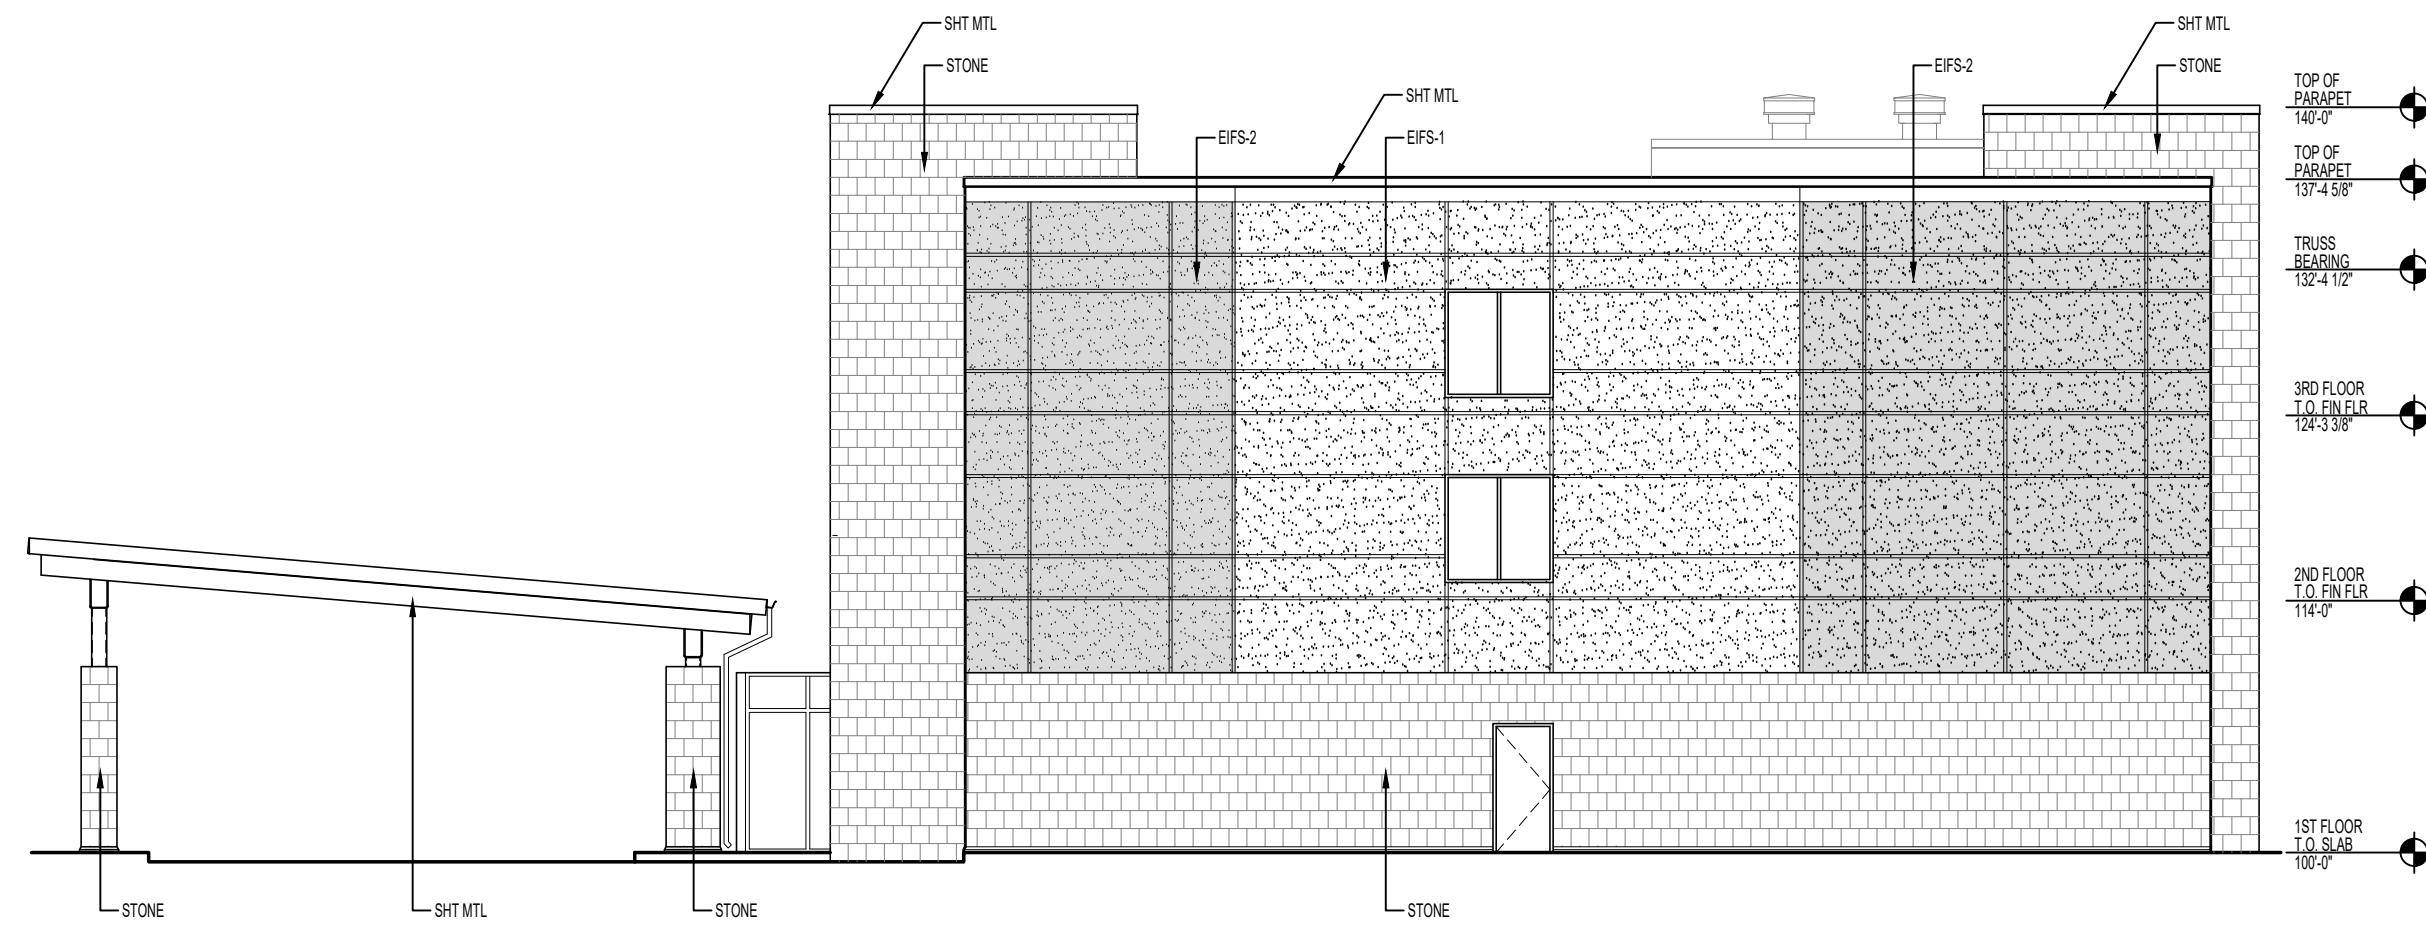 SHT MTL
STONE
SHT MTL
EIFS-2
EIFS-1
EIFS-2
SHT MTL
STONE
TOP OF
PARAPET
140'-0"
TOP OF
PARAPET
137'-4 5/8"
TRUSS
BEARING
132'-4 1/2"
3RD FLOOR
T.O. FIN FLR
124'-3 3/8"
2ND FLOOR
T.O. FIN FLR
114'-0"
1ST FLOOR
T.O. SLAB
100'-0"
STONE
SHT MTL
STONE
STONE